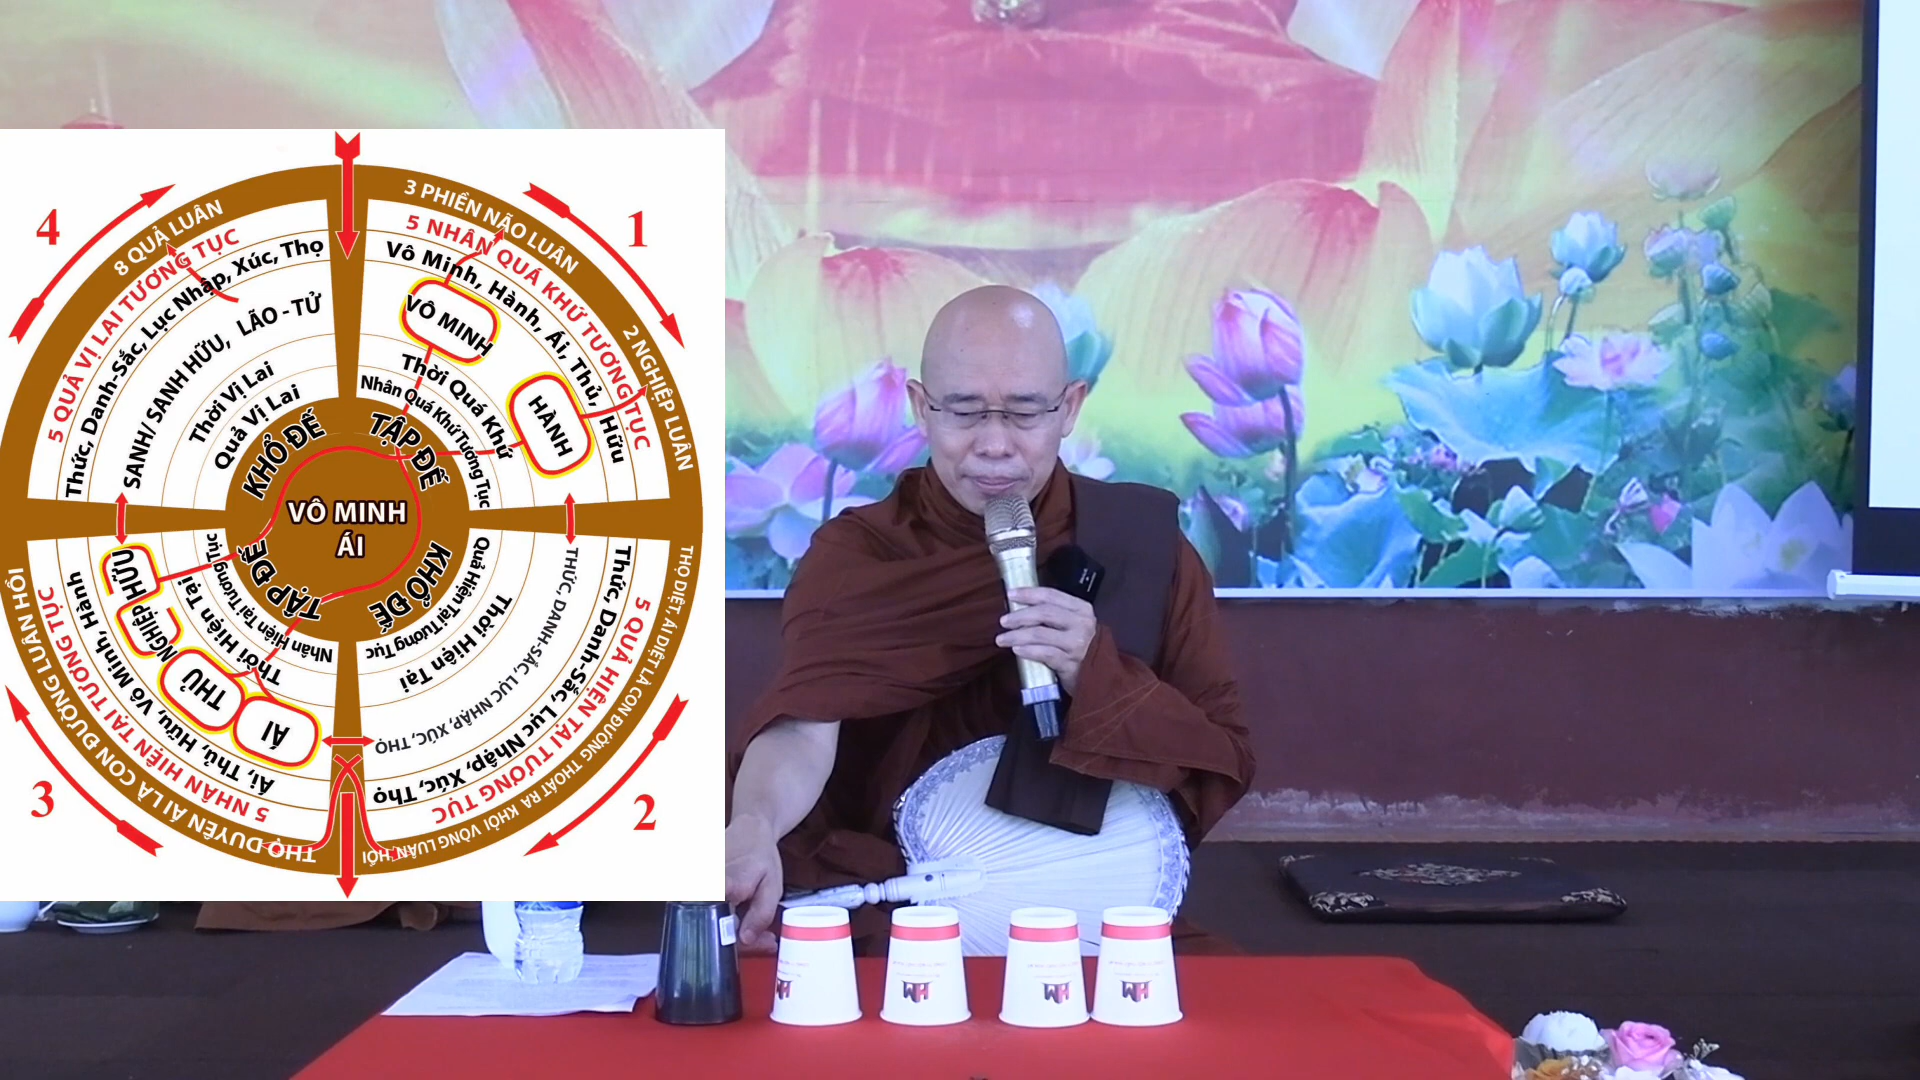 4
1
8 QUẢ LUÂN
5 QUẢ VỊ LAI TƯƠNG TỤC
Thức, Danh-Sắc, Lục Nhập, Xúc, Thọ
SANH/ SANH HỮU, LÃO - TỬ
Thời Vị Lai
Quả Vị Lai
KHỔ ĐẾ
3 PHIỀN NÃO LUÂN
2 NGHIỆP LUÂN
5 NHÂN QUÁ KHỨ TƯƠNG TỤC
Vô Minh, Hành, Ái, Thủ, Hữu
VÔ MINH
HÀNH
Thời Quá Khứ
Nhân Quá Khứ Tương Tục
TẬP ĐẾ
VÔ MINH
ÁI
KHỔ ĐẾ
Quả Hiện Tại Tương Tục
Thời Hiện Tại
THỨC, DANH-SẮC, LỤC NHẬP, XÚC, THỌ
Thức, Danh-Sắc, Lục Nhập, Xúc, Thọ
5 QUẢ HIỆN TẠI TƯƠNG TỤC
THỌ DIỆT, ÁI DIỆT LÀ CON ĐƯỜNG THOÁT RA KHỎI VÒNG LUÂN HỒI
2
TẬP ĐẾ
Nhân Hiện Tại Tương Tục
Thời Hiện Tại
ÁI
THỦ
NGHIỆP HỮU
Ái, Thủ, Hữu, Vô Minh, Hành
5 NHÂN HIỆN TẠI TƯƠNG TỤC
THỌ DUYÊN ÁI LÀ CON ĐƯỜNG LUÂN HỒI
3